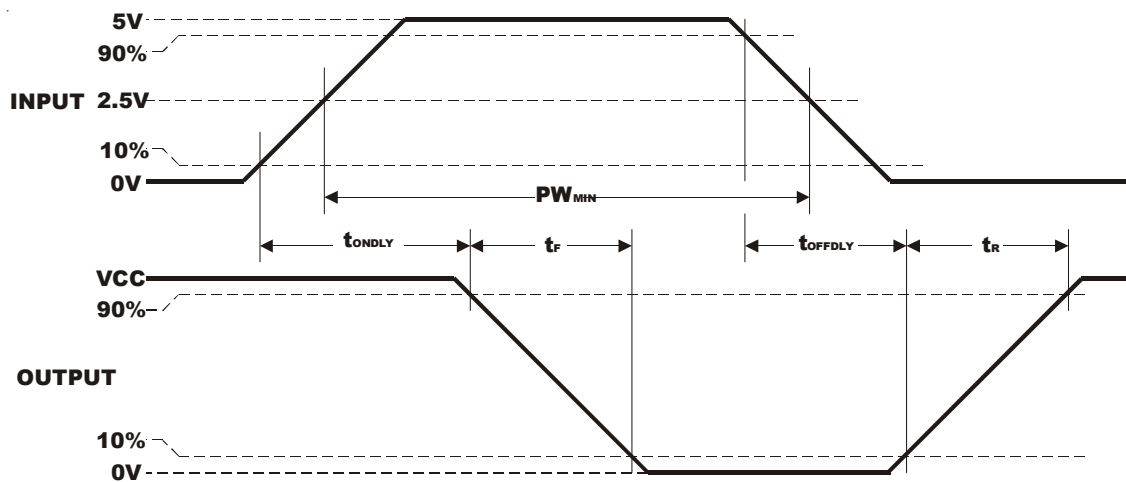 5V
90%
INPUT 2.5V
10%
0V
PWMIN
tONDLY tF tOFFDLY tR
VCC
90%
OUTPUT
10%
0V